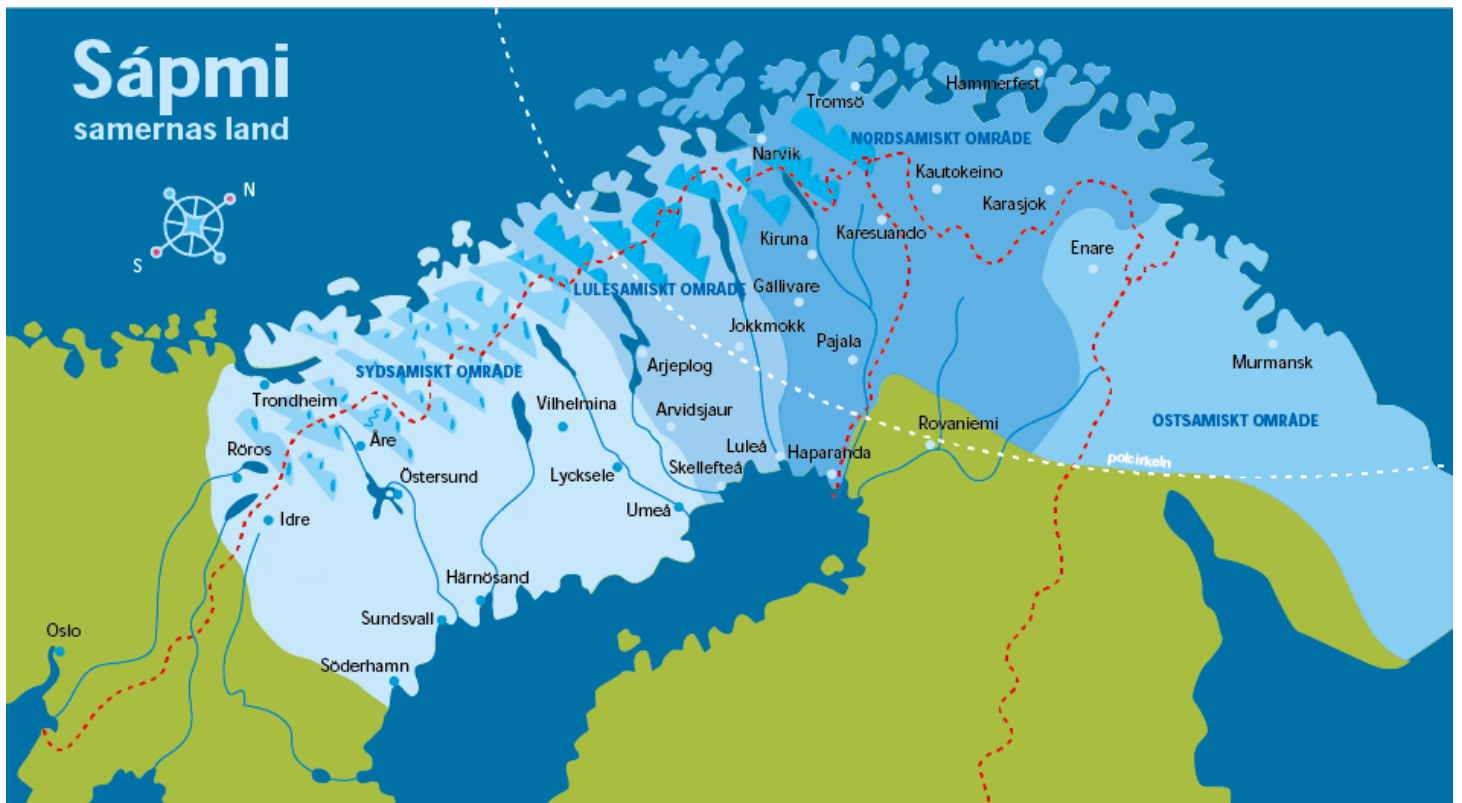 Sápmi
samernas land
N
S
Hammerfest
Tromsö
NORDSAMISKT OMRÅDE
Narvik
Kautokeino
Karasjok
Karesuando
Kiruna
Enare
Gällivare
LULESAMISKT OMRÅDE
Jokkmokk
Pajala
Murmansk
Arjeplog
SYDSAMISKT OMRÅDE
Trondheim
Vilhelmina
Arvidsjaur
Rovaniemi
ÖSTSAMISKT OMRÅDE
Åre
Röros
Luleå
Haparanda
polcirkeln
Skellefteå
Östersund
Lycksele
Umeå
Idre
Härnösand
Sundsvall
Oslo
Söderhamn